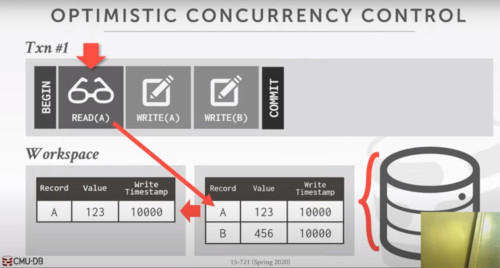 OPTIMISTIC CONCURRENCY CONTROL
Txn #1
BEGIN
READ(A)
WRITE(A)
WRITE(B)
COMMIT
Workspace
Record Value Write Timestamp
A 123 10000
Record Value Write Timestamp
A 123 10000
B 456 10000
CMU-DB
15-721 (Spring 2020)